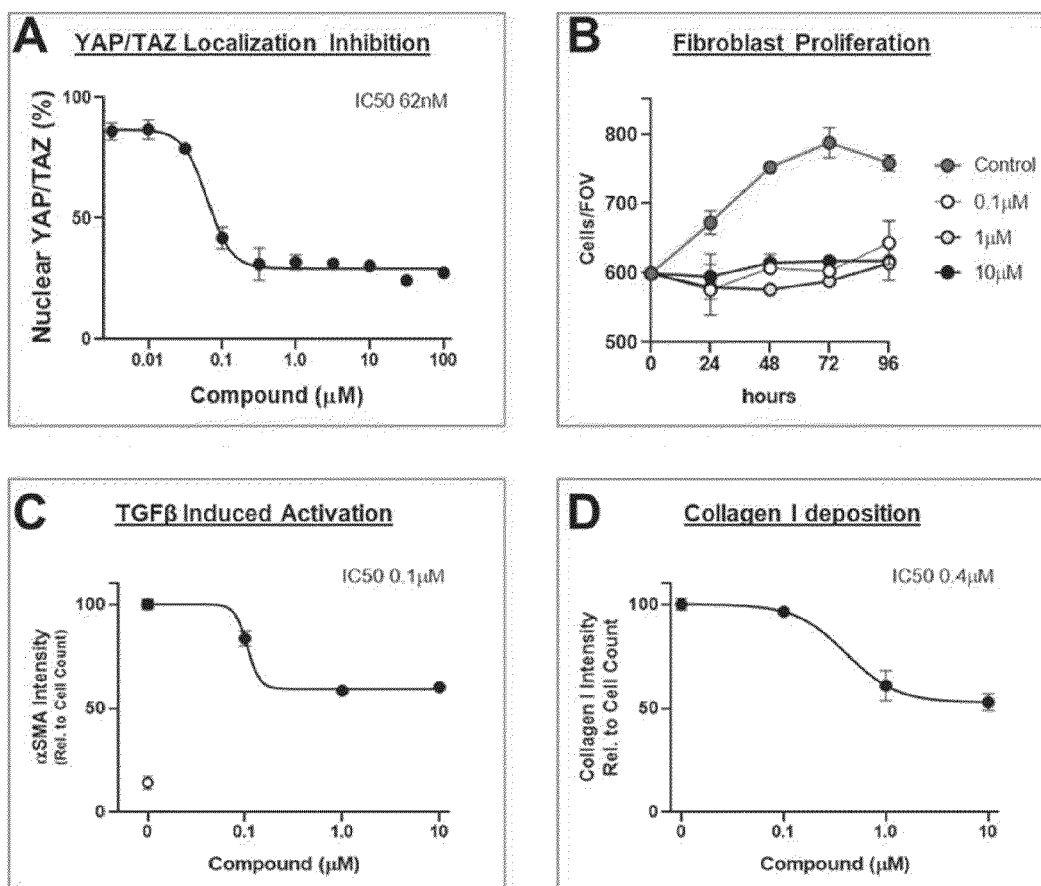 A YAP/TAZ Localization Inhibition
IC50 62nM
Nuclear YAP/TAZ (%)
100
50
0
0.01 0.1 1.0 10 100
Compound (μM)
B Fibroblast Proliferation
Cells/FOV
800
700
600
500
0 24 48 72 96
hours
Control
0.1μM
1μM
10μM
C TGFβ Induced Activation
IC50 0.1μM
αSMA Intensity
(Rel. to Cell Count)
100
50
0
0 0.1 1.0 10
Compound (μM)
D Collagen I deposition
IC50 0.4μM
Collagen I Intensity
Rel. to Cell Count
100
50
0
0 0.1 1.0 10
Compound (μM)